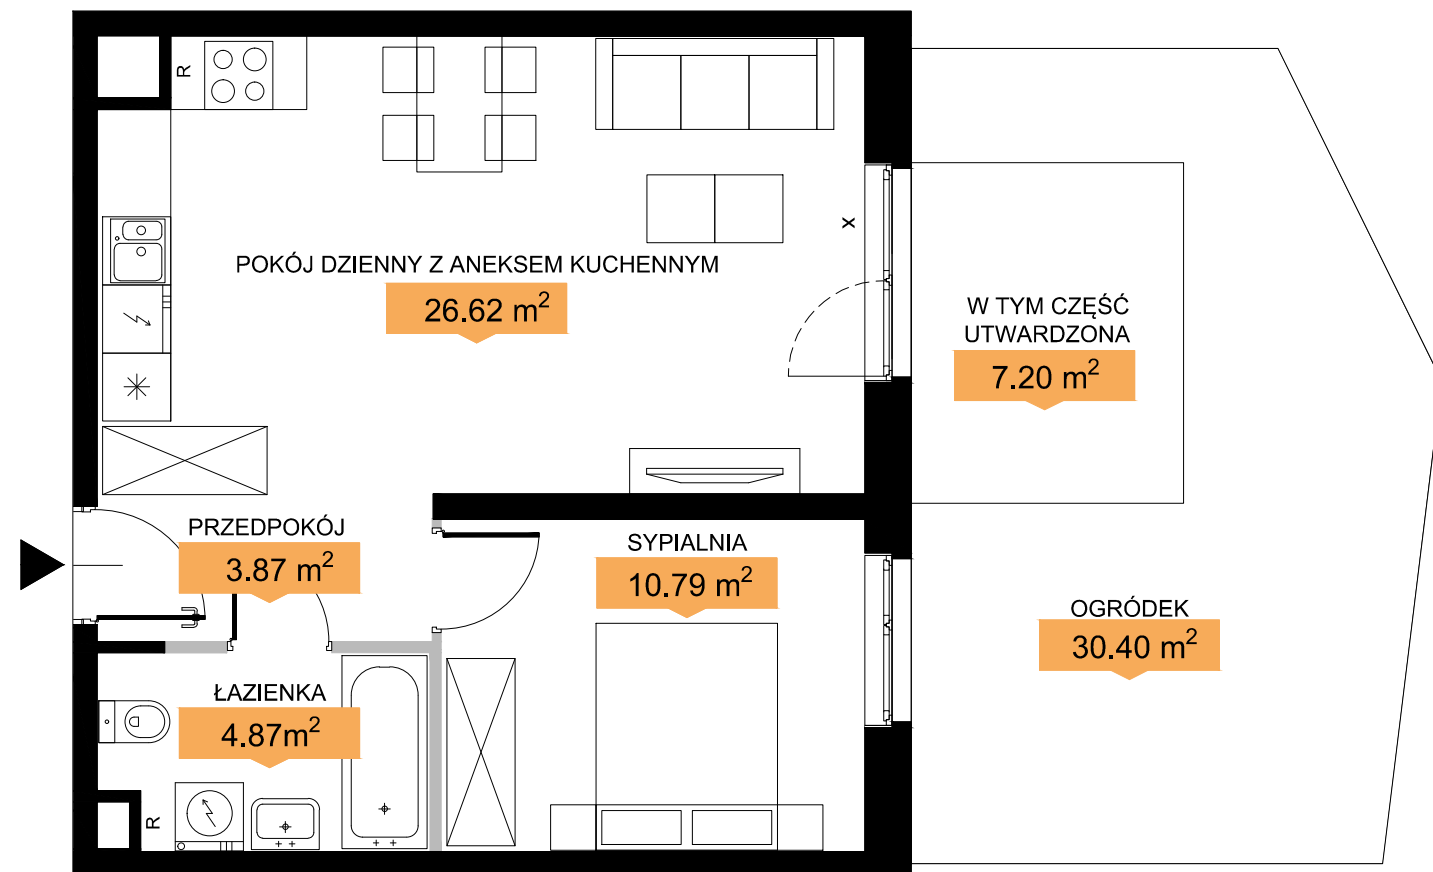 R
X
POKÓJ DZIENNY Z ANEKSEM KUCHENNYM
26.62 m²
W TYM CZĘŚĆ
UTWARDZONA
7.20 m²
PRZEDPOKÓJ
3.87 m²
SYPIALNIA
10.79 m²
OGRÓDEK
30.40 m²
ŁAZIENKA
4.87m²
R